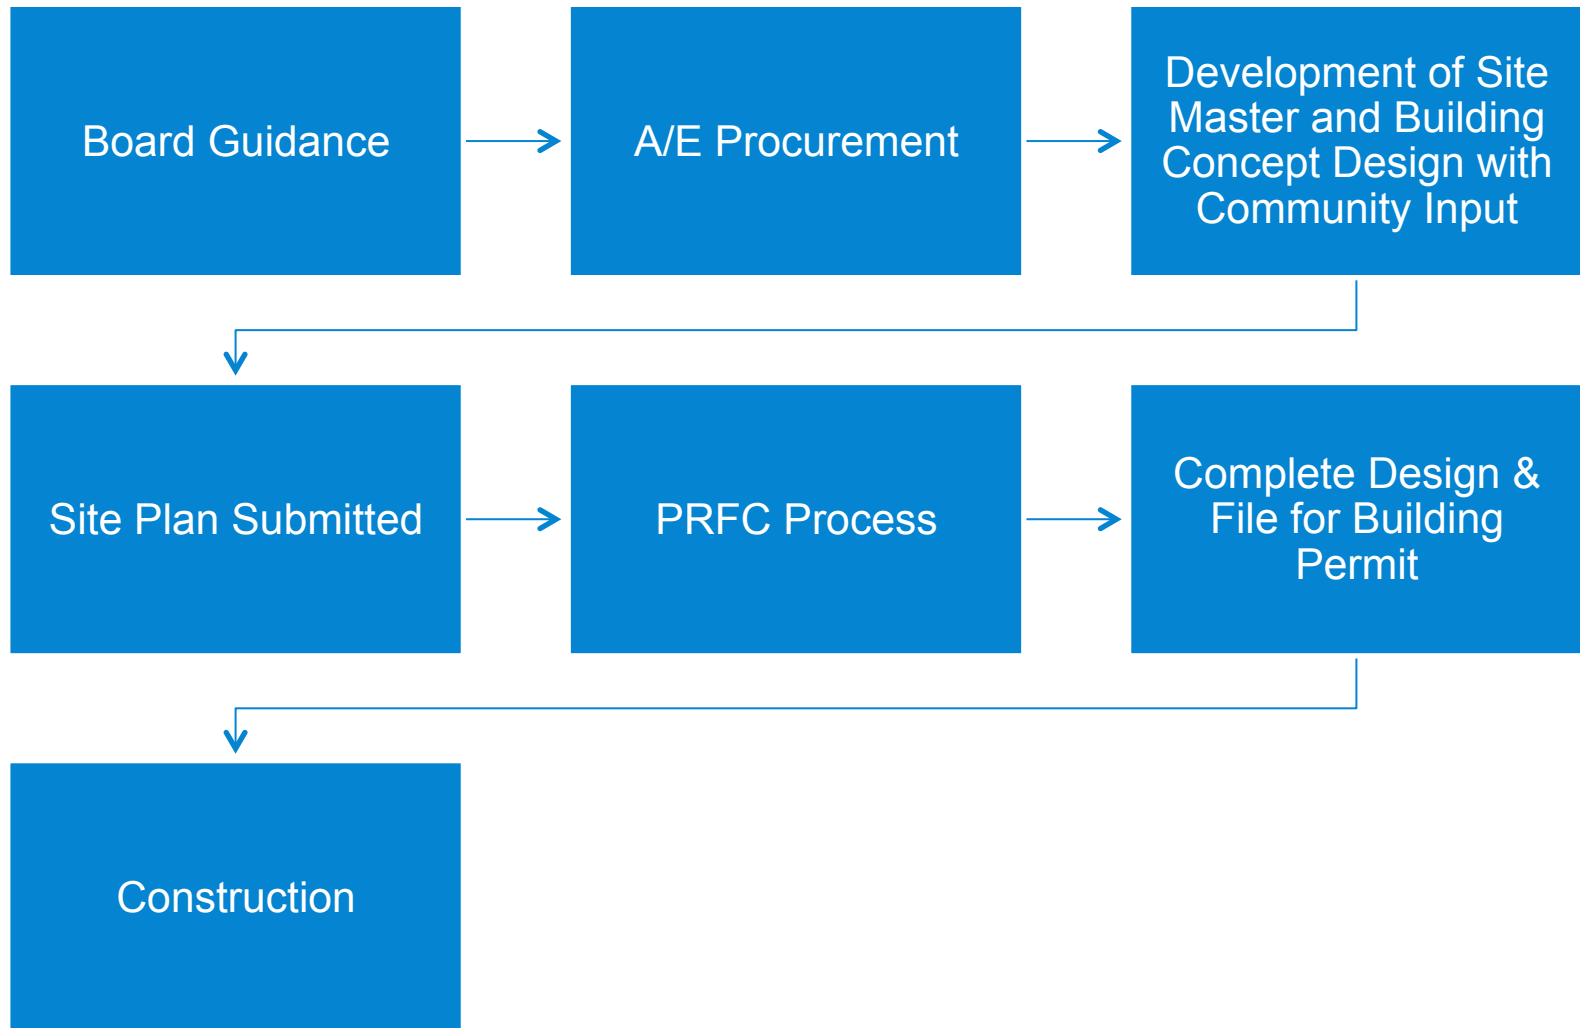 Board Guidance
A/E Procurement
Development of Site
Master and Building
Concept Design with
Community Input
Site Plan Submitted
PRFC Process
Complete Design &
File for Building
Permit
Construction